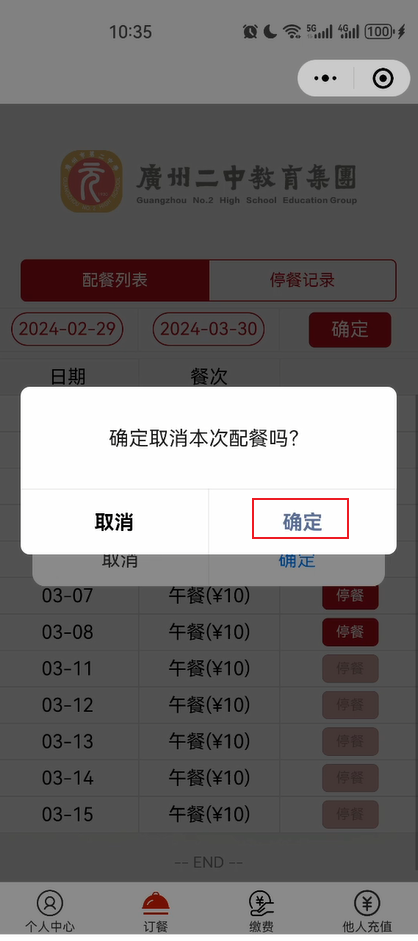 10:35
5G 4G 100
廣州二中教育集團
Guangzhou No.2 High School Education Group
配餐列表 停餐记录
2024-02-29 2024-03-30 确定
日期 餐次
确定取消本次配餐吗？
取消 确定
取消 确定
03-07 午餐(¥10) 停餐
03-08 午餐(¥10) 停餐
03-11 午餐(¥10) 停餐
03-12 午餐(¥10) 停餐
03-13 午餐(¥10) 停餐
03-14 午餐(¥10) 停餐
03-15 午餐(¥10) 停餐
-- END --
个人中心 订餐 缴费 他人充值